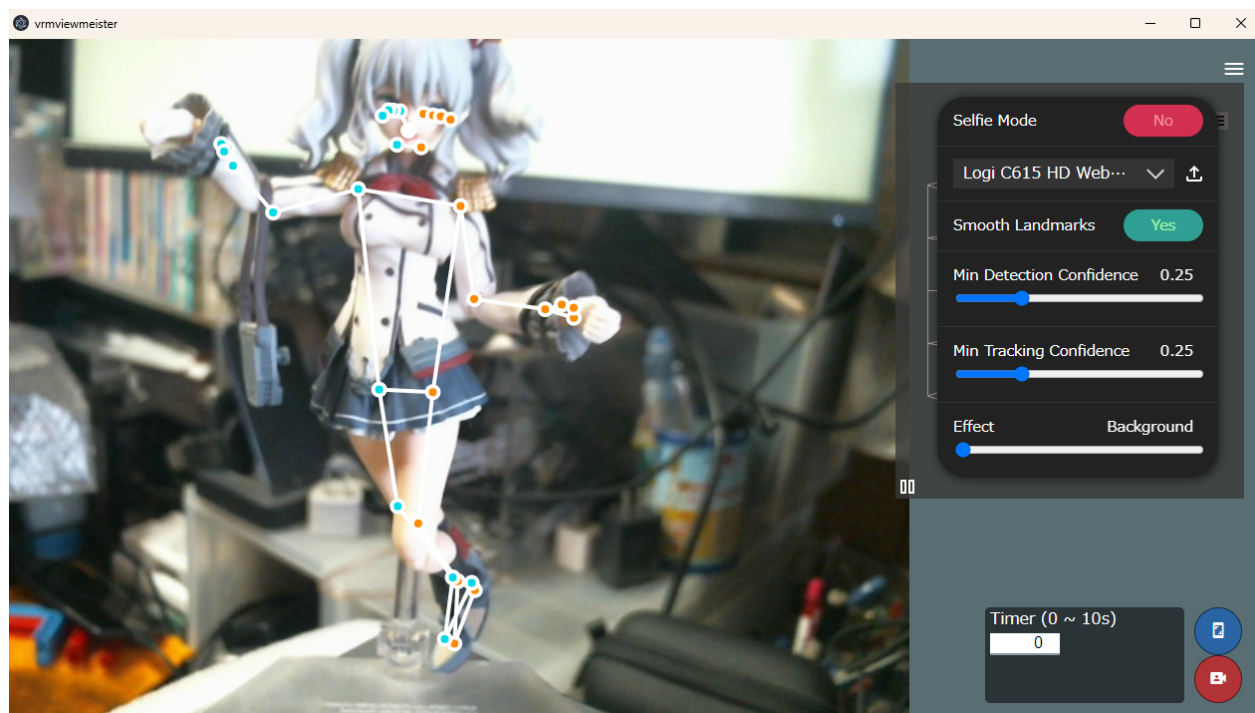 vrmviewmeister
Selfie Mode
No
Logi C615 HD Web···
Smooth Landmarks
Yes
Min Detection Confidence
0.25
Min Tracking Confidence
0.25
Effect
Background
Timer (0 ~ 10s)
0